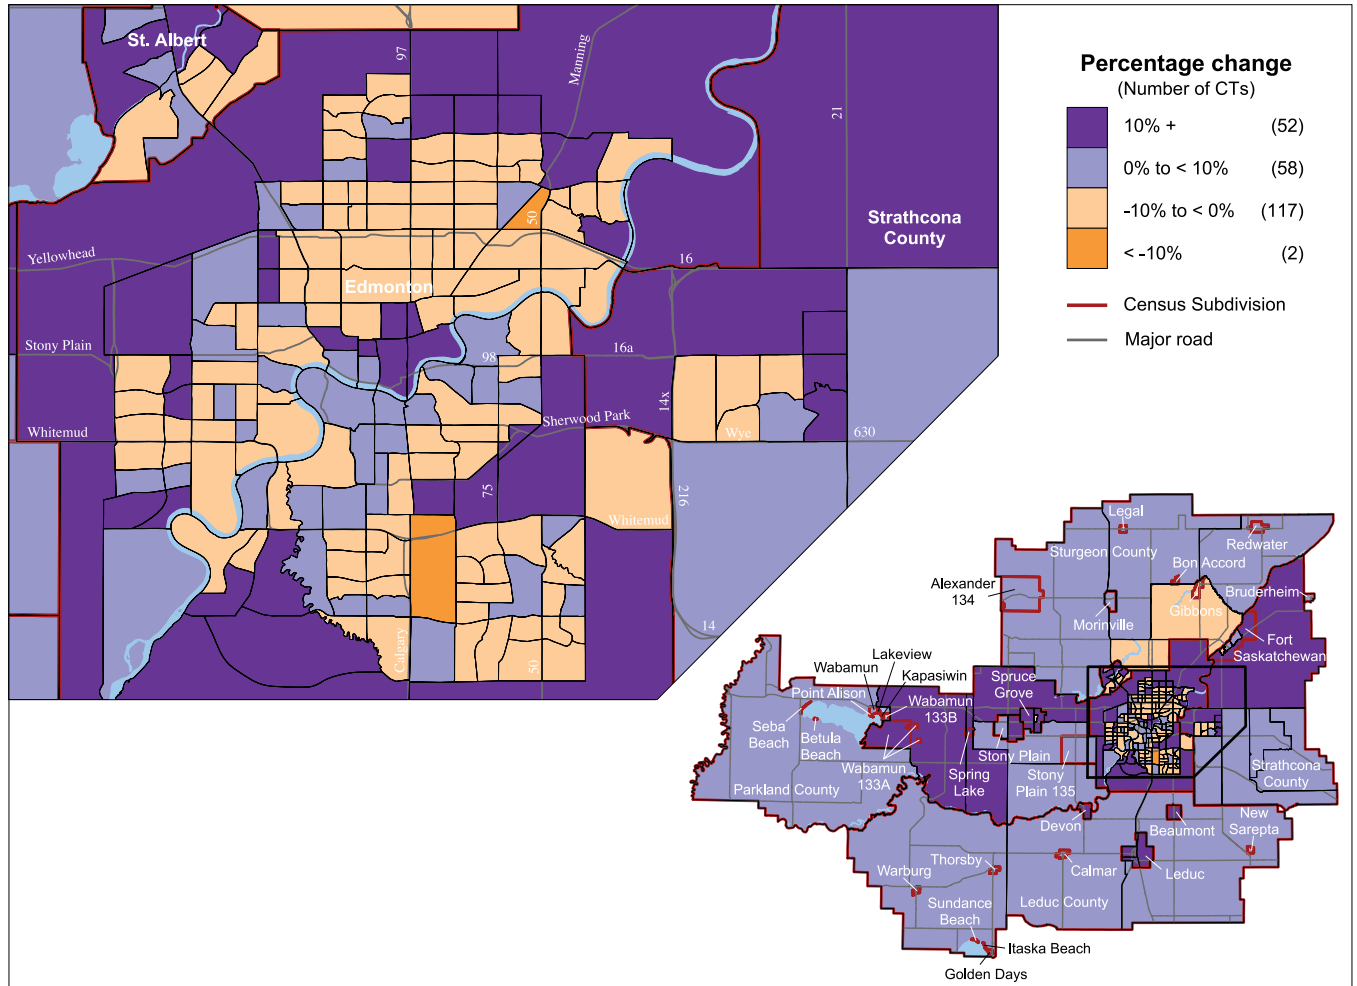 St. Albert
97
Manning
21
Strathcona
County
Yellowhead
50
16
Edmonton
Stony Plain
98
16a
14x
Whitemud
Sherwood Park
Wye
630
75
216
Whitemud
14
Calgary
50
Percentage change
(Number of CTs)
10% + (52)
0% to < 10% (58)
-10% to < 0% (117)
< -10% (2)
Census Subdivision
Major road
Legal
Redwater
Sturgeon County
Bon Accord
Alexander
134
Bruderheim
Gibbons
Morinville
Fort
Saskatchewan
Lakeview
Wabamun
Kapasiwin
Spruce
Grove
Point Alison
Wabamun
133B
Seba
Beach
Betula
Beach
Stony Plain
Wabamun
133A
Spring
Lake
Stony
Plain 135
Strathcona
County
Parkland County
Devon
Beaumont
New
Sarepta
Thorsby
Warburg
Calmar
Leduc
Sundance
Beach
Leduc County
Itaska Beach
Golden Days